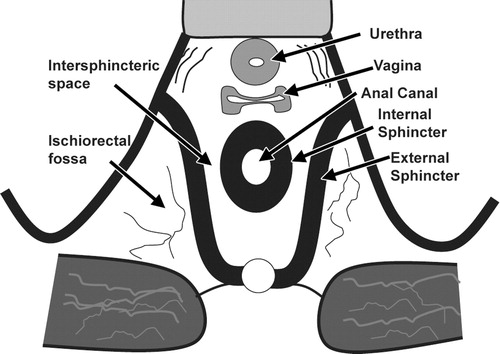 Urethra
Vagina
Anal Canal
Internal
Sphincter
External
Sphincter
Intersphincteric
space
Ischiorectal
fossa